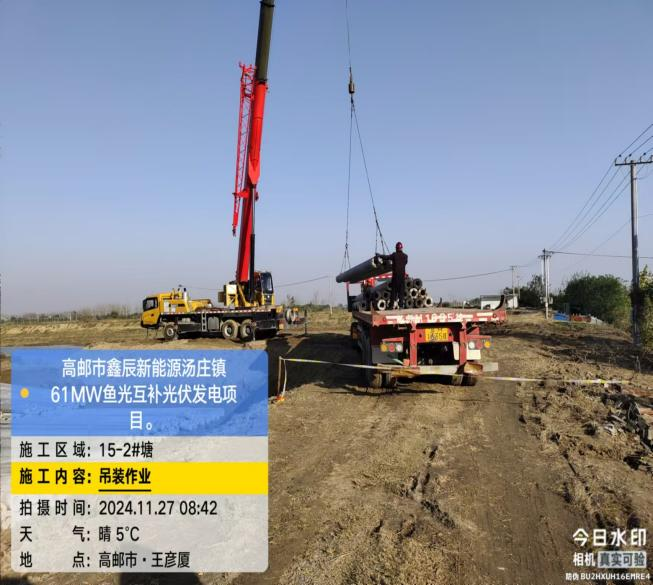 高邮市鑫辰新能源汤庄镇
61MW鱼光互补光伏发电项
目。
施工区域：15-2#塘
施工内容：吊装作业
拍摄时间：2024.11.27 08:42
天气：晴 5℃
地点：高邮市·王彦厦
今日水印
相机 真实可验
防伪 BU2HXUH16EMRE4